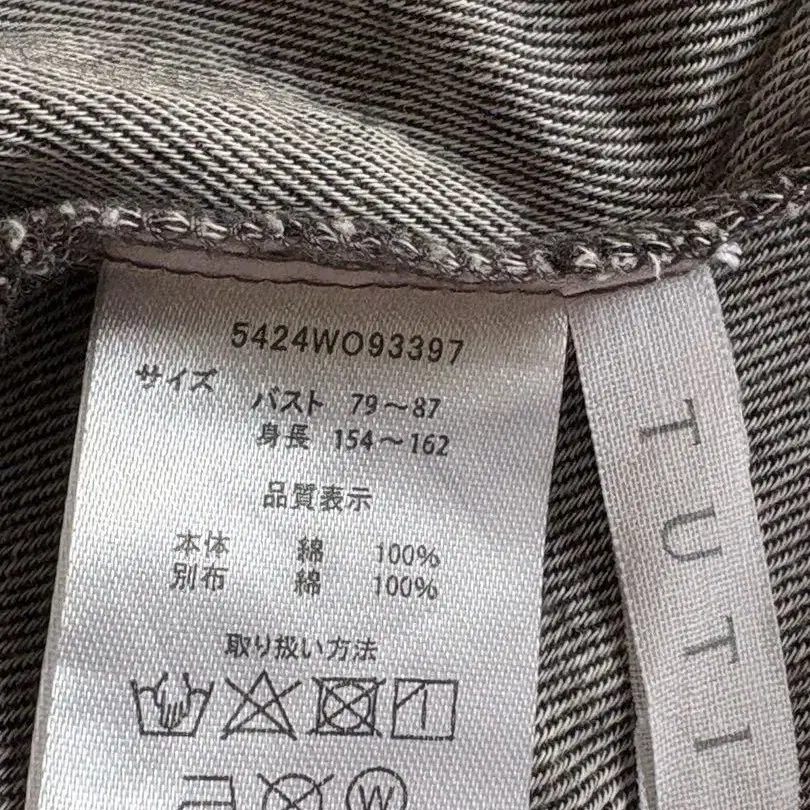 5424WO93397
サイズ バスト 79～87
身長 154～162
品質表示
本体 綿 100%
別布 綿 100%
取り扱い方法
W
TUTI